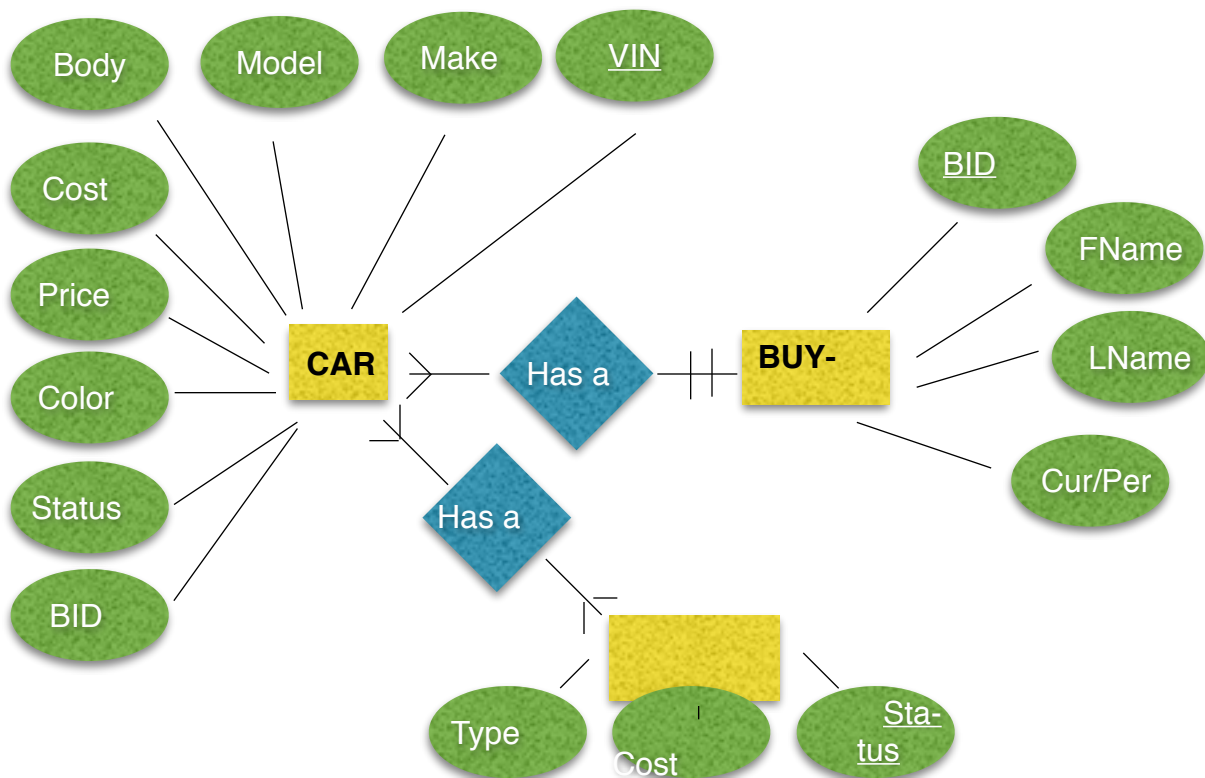 Body
Model
Make
VIN
Cost
Price
Color
Status
BID
CAR
Has a
BUY-
BID
FName
LName
Cur/Per
Has a
Type
Cost
Sta-
tus